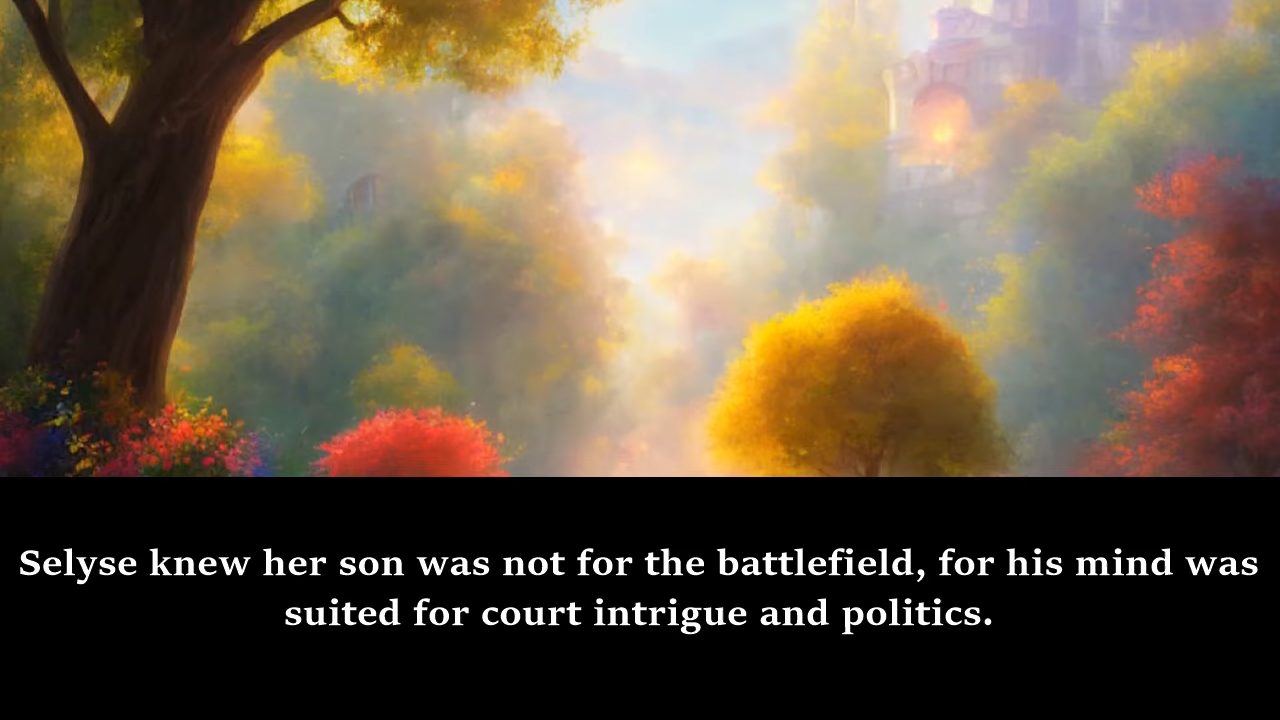 Selyse knew her son was not for the battlefield, for his mind was
suited for court intrigue and politics.